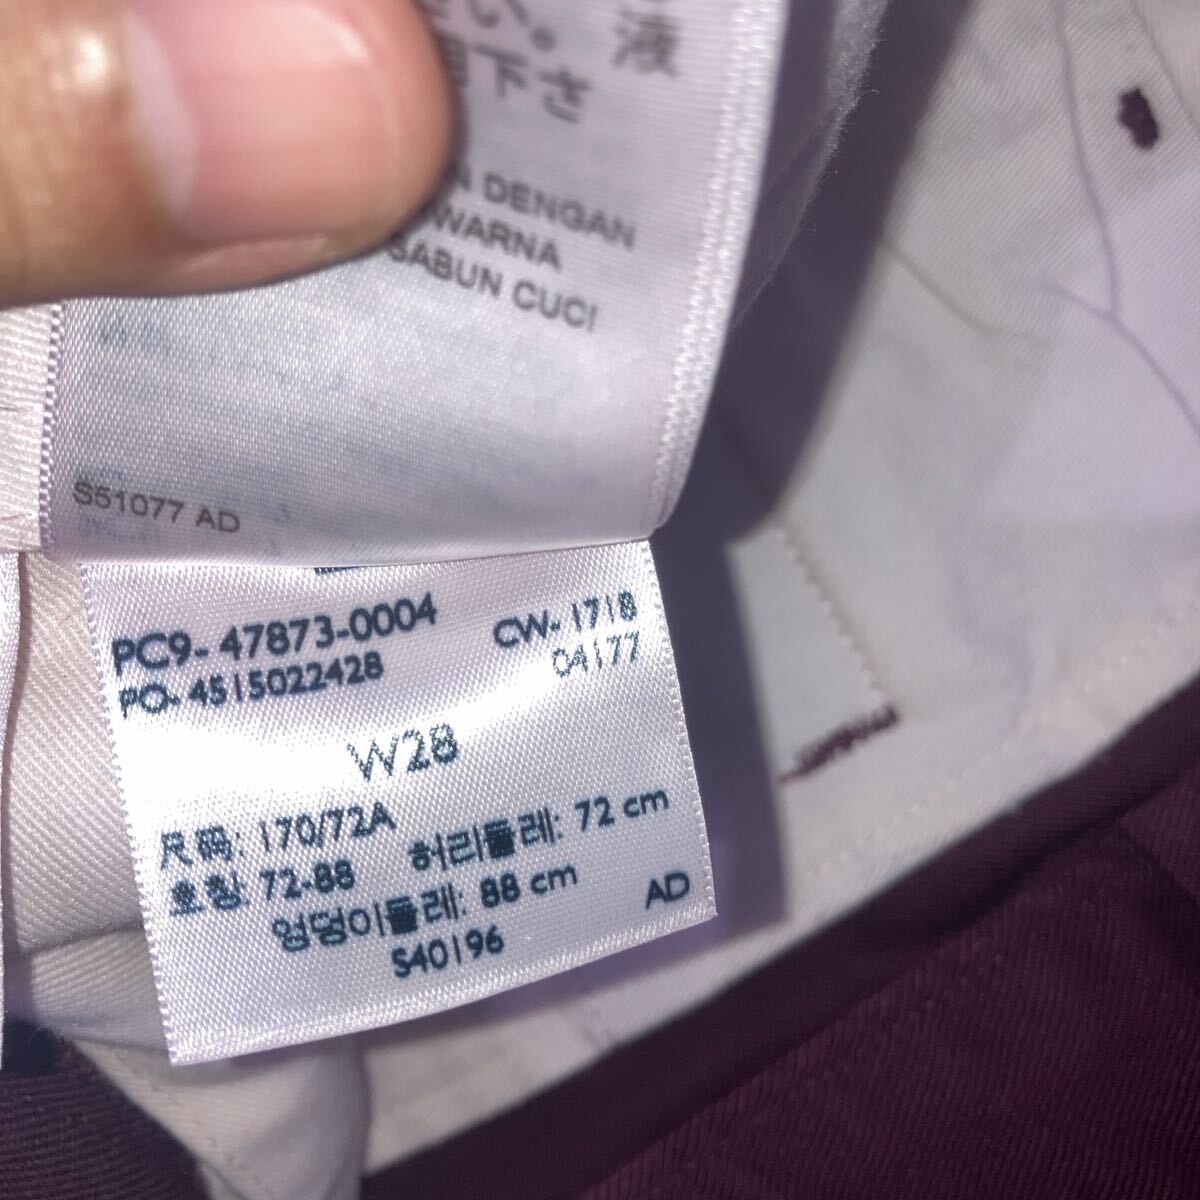 液
い。
下さ
DENGAN
WARNA
SABUN CUCI
S51077 AD
PC9-47873-0004
CW-1718
PO-4515022428
04177
W28
尺码: 170/72A
허리둘레: 72 cm
호칭: 72-88
엉덩이둘레: 88 cm
AD
S40196